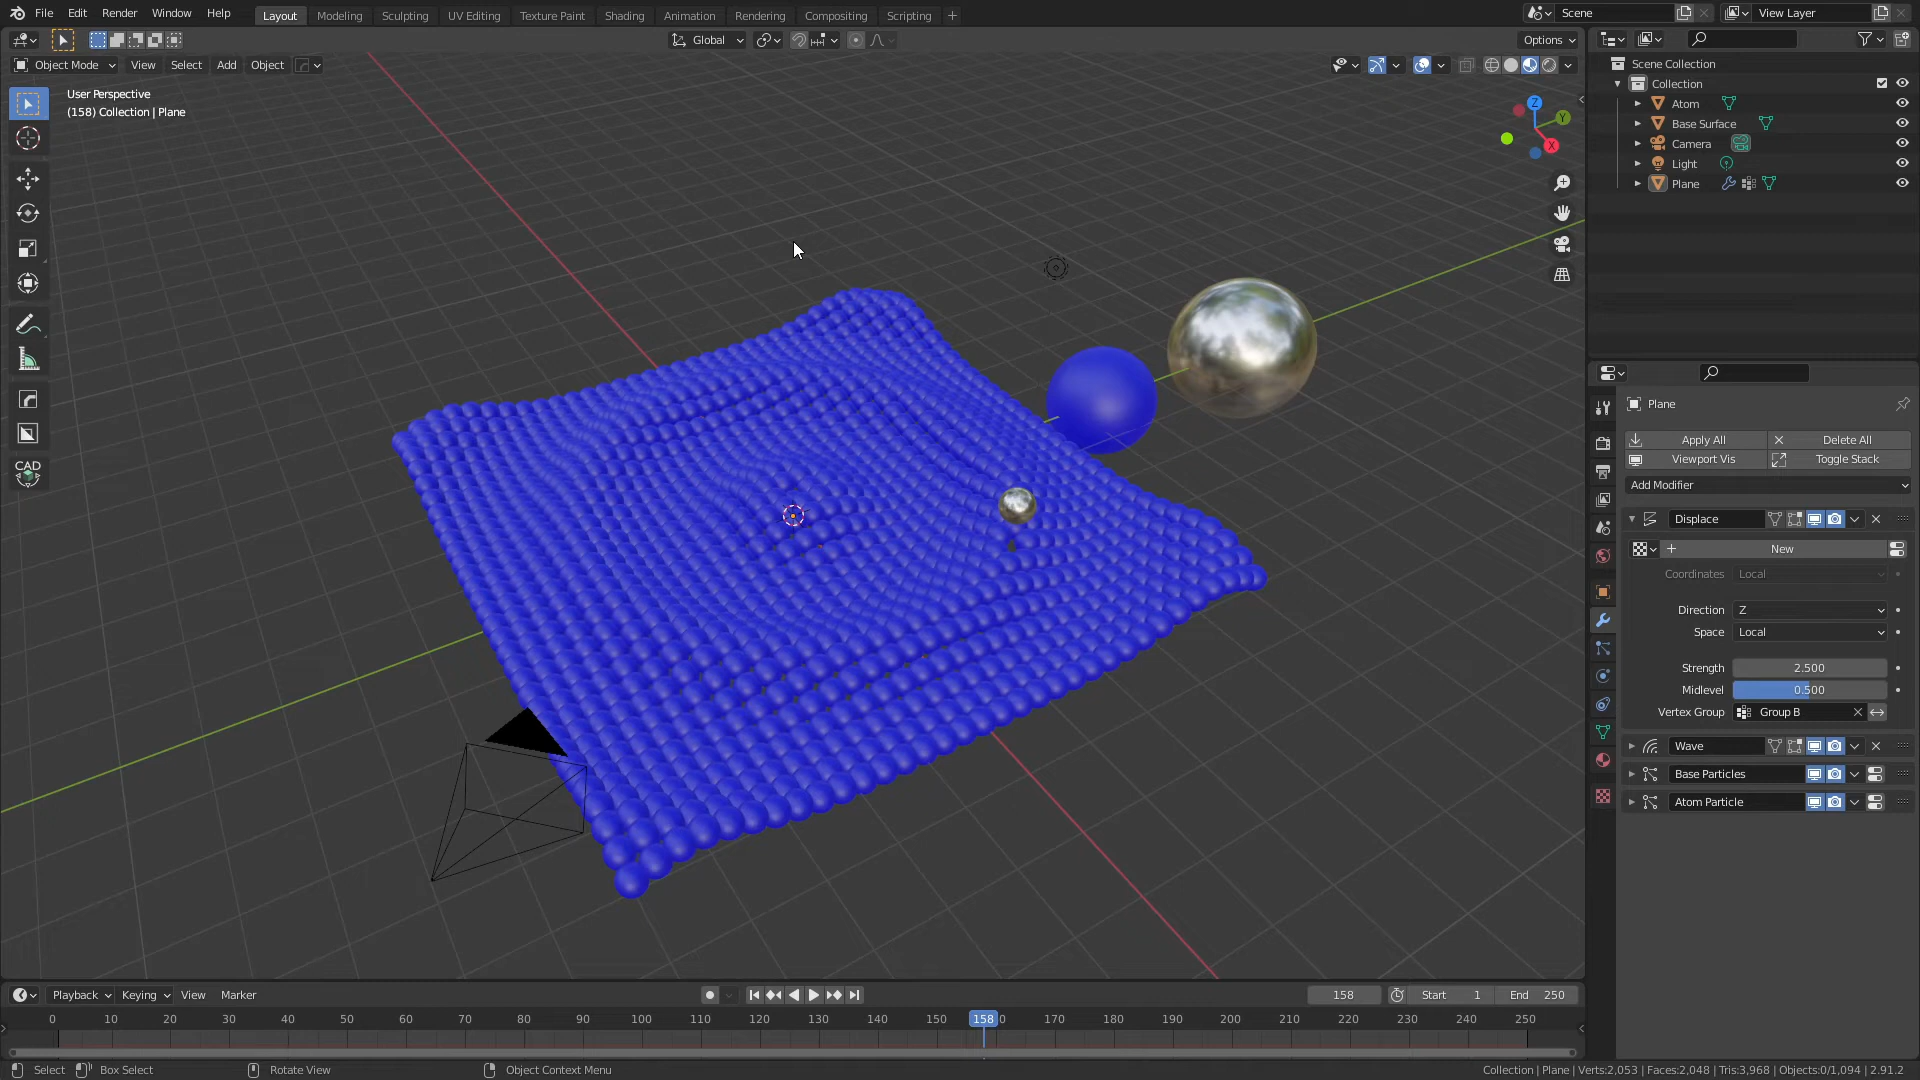 File Edit Render Window Help
Layout Modeling Sculpting UV Editing Texture Paint Shading Animation Rendering Compositing Scripting +
Scene
View Layer
Global
Options
Object Mode View Select Add Object
User Perspective
(158) Collection | Plane
Z
Y
X
CAD
Scene Collection
Collection
Atom
Base Surface
Camera
Light
Plane
Plane
Apply All Delete All
Viewport Vis Toggle Stack
Add Modifier
Displace
New
Coordinates Local
Direction Z
Space Local
Strength 2.500
Midlevel 0.500
Vertex Group Group B
Wave
Base Particles
Atom Particle
Playback Keying View Marker
158 Start 1 End 250
0 10 20 30 40 50 60 70 80 90 100 110 120 130 140 150 158 0 170 180 190 200 210 220 230 240 250
Select Box Select Rotate View Object Context Menu
Collection | Plane | Verts:2,053 | Faces:2,048 | Tris:3,968 | Objects:0/1,094 | 2.91.2